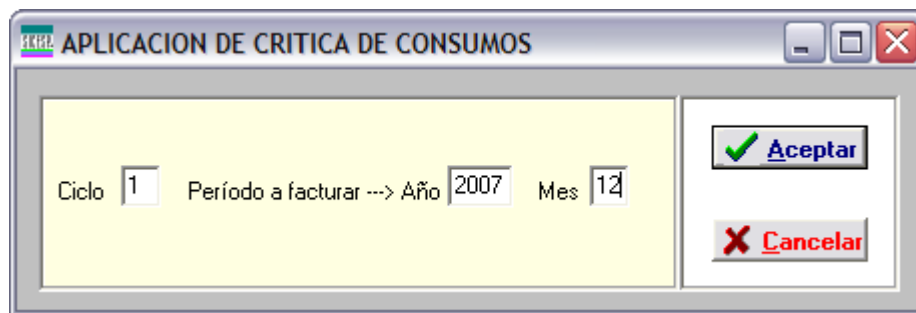 APLICACION DE CRITICA DE CONSUMOS
Ciclo 1 Período a facturar ---> Año 2007 Mes 12
Aceptar
Cancelar